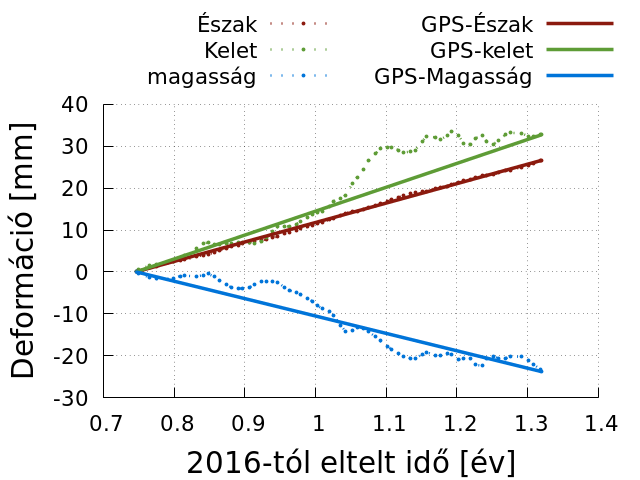 Észak GPS-Észak
Kelet GPS-kelet
magasság GPS-Magasság
40
30
20
10
0
-10
-20
-30
Deformáció [mm]
0.7 0.8 0.9 1 1.1 1.2 1.3 1.4
2016-tól eltelt idő [év]